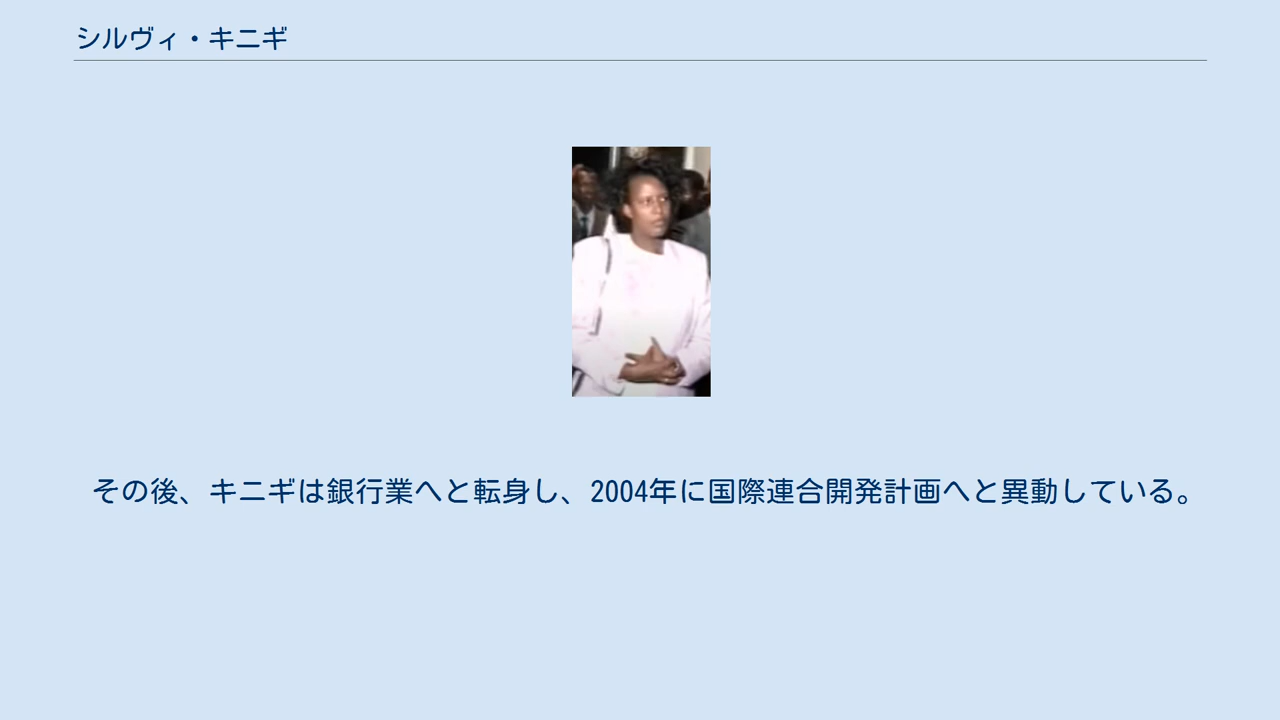 シルヴィ・キニギ
その後、キニギは銀行業へと転身し、2004年に国際連合開発計画へと異動している。